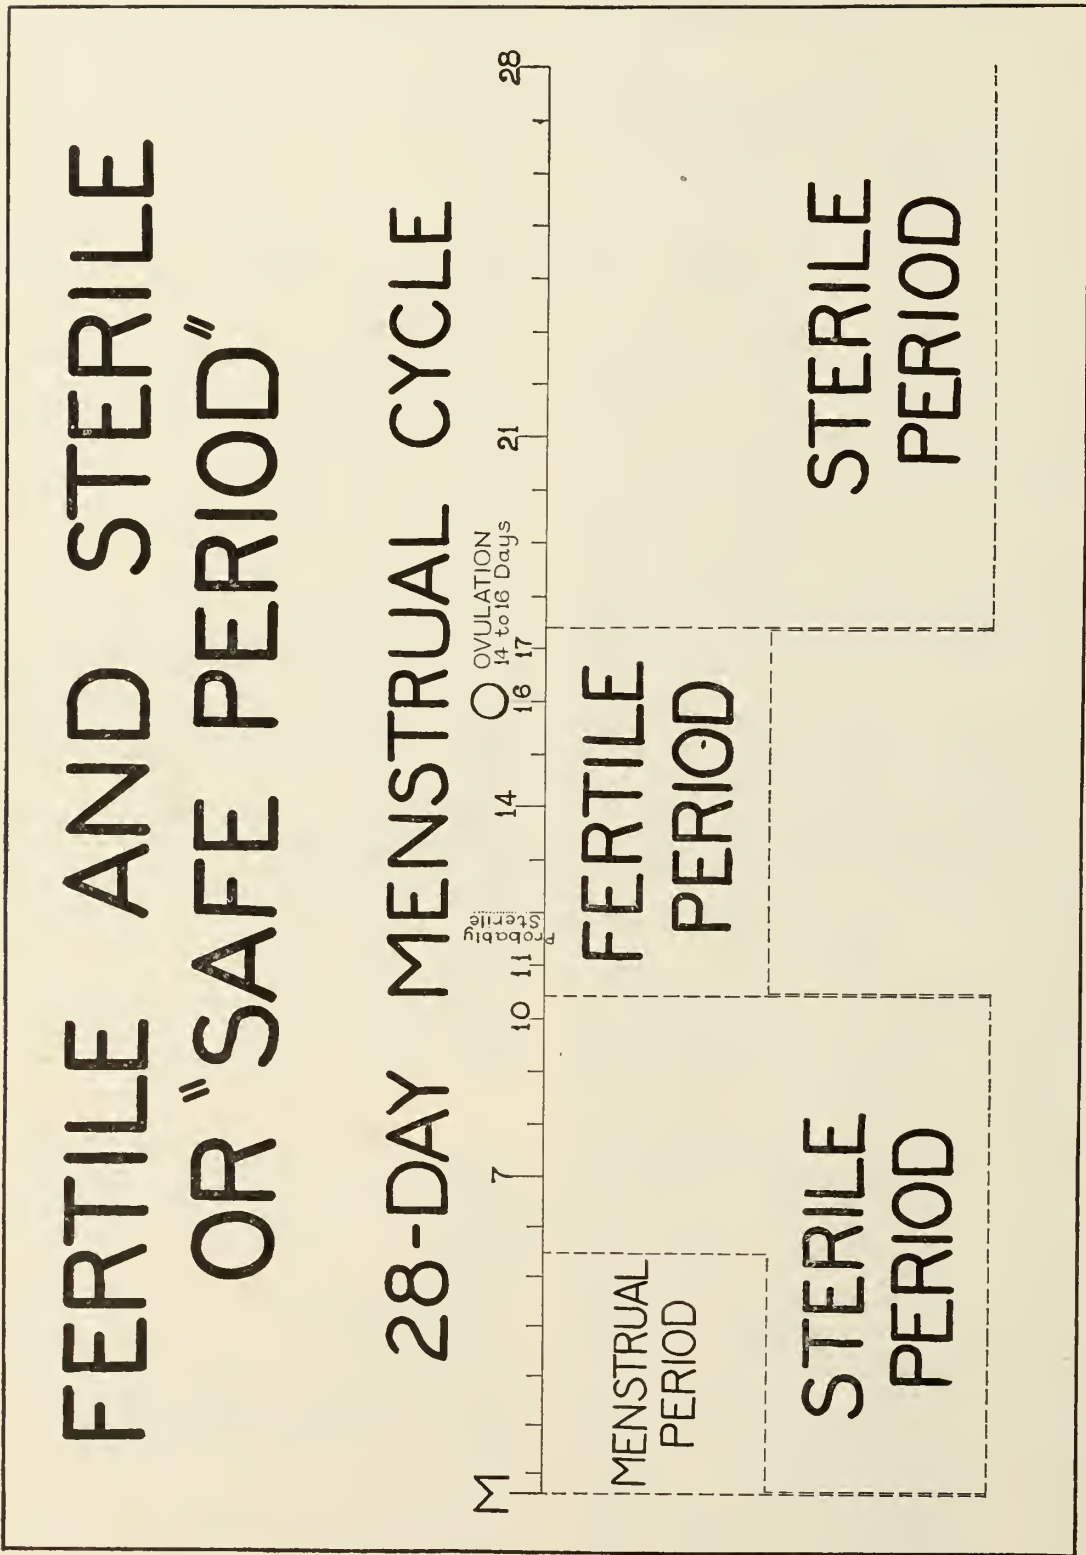 FERTILE AND STERILE
OR "SAFE PERIOD"
28-DAY MENSTRUAL CYCLE
M
7
10
11
Probably
Sterile
14
16
OVULATION
14 to 16 Days
17
21
28
MENSTRUAL
PERIOD
STERILE
PERIOD
FERTILE
PERIOD
STERILE
PERIOD